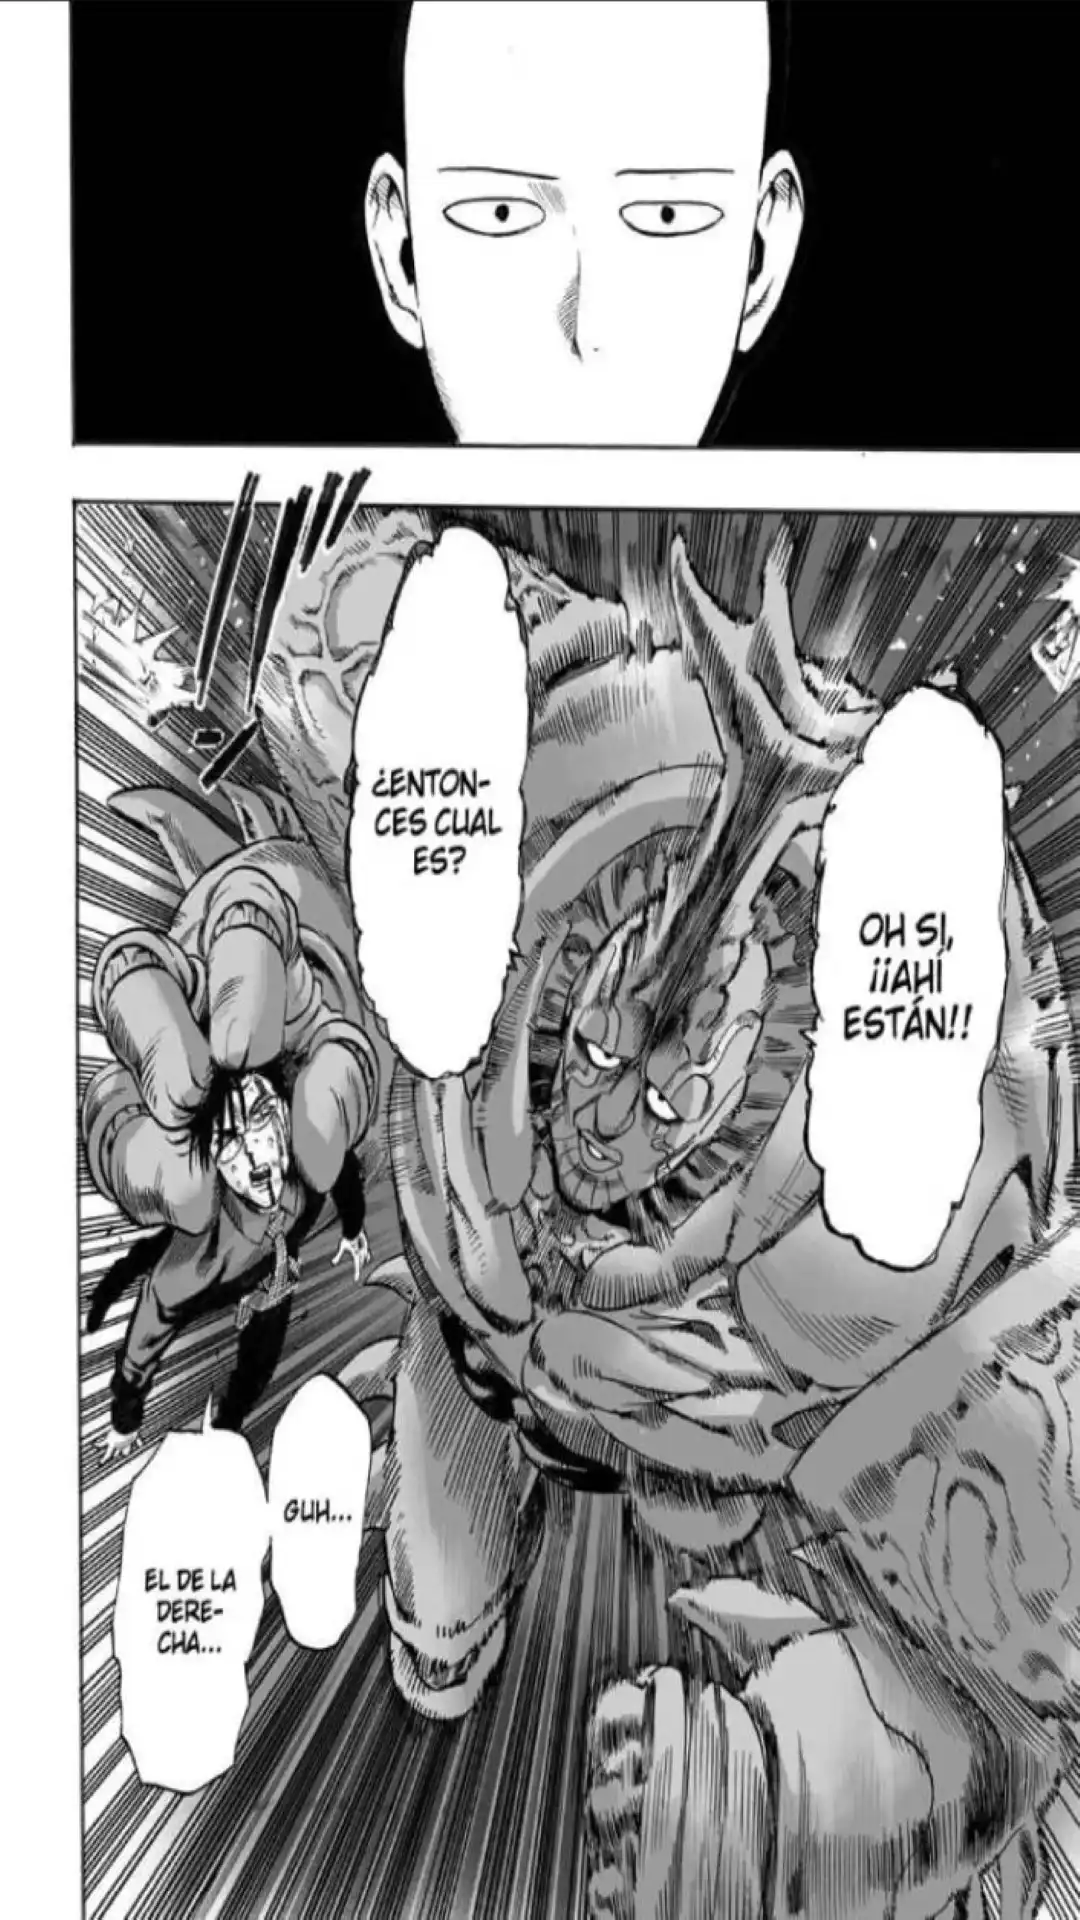 OH SI,
¡¡AHÍ
ESTÁN!!
¿ENTON-
CES CUAL
ES?
GUH...
EL DE LA
DERE-
CHA...